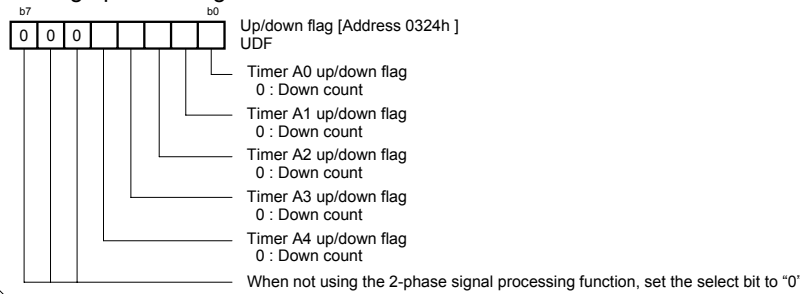 b7 b0
0 0 0
Up/down flag [Address 0324h ]
UDF
Timer A0 up/down flag
0 : Down count
Timer A1 up/down flag
0 : Down count
Timer A2 up/down flag
0 : Down count
Timer A3 up/down flag
0 : Down count
Timer A4 up/down flag
0 : Down count
When not using the 2-phase signal processing function, set the select bit to “0”